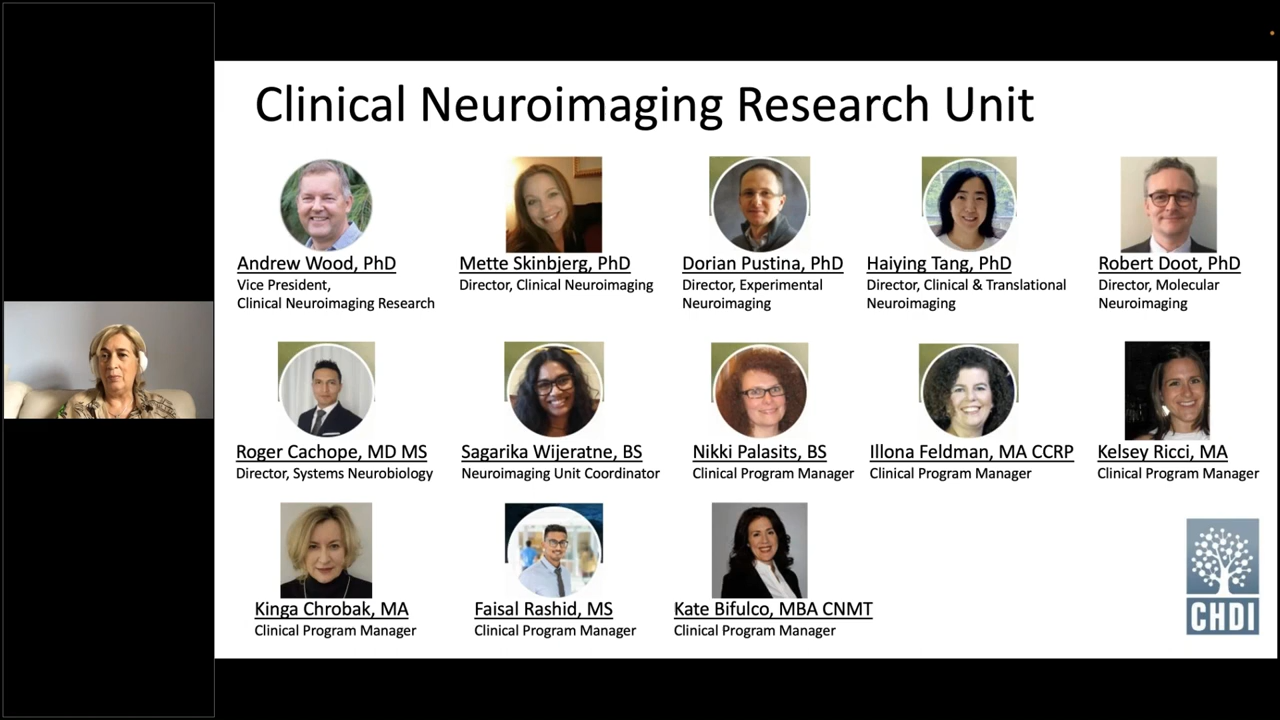 Clinical Neuroimaging Research Unit
Andrew Wood, PhD
Vice President,
Clinical Neuroimaging Research
Mette Skinbjerg, PhD
Director, Clinical Neuroimaging
Dorian Pustina, PhD
Director, Experimental
Neuroimaging
Haiying Tang, PhD
Director, Clinical & Translational
Neuroimaging
Robert Doot, PhD
Director, Molecular
Neuroimaging
Roger Cachope, MD MS
Director, Systems Neurobiology
Sagarika Wijeratne, BS
Neuroimaging Unit Coordinator
Nikki Palasits, BS
Clinical Program Manager
Illona Feldman, MA CCRP
Clinical Program Manager
Kelsey Ricci, MA
Clinical Program Manager
Kinga Chrobak, MA
Clinical Program Manager
Faisal Rashid, MS
Clinical Program Manager
Kate Bifulco, MBA CNMT
Clinical Program Manager
CHDI